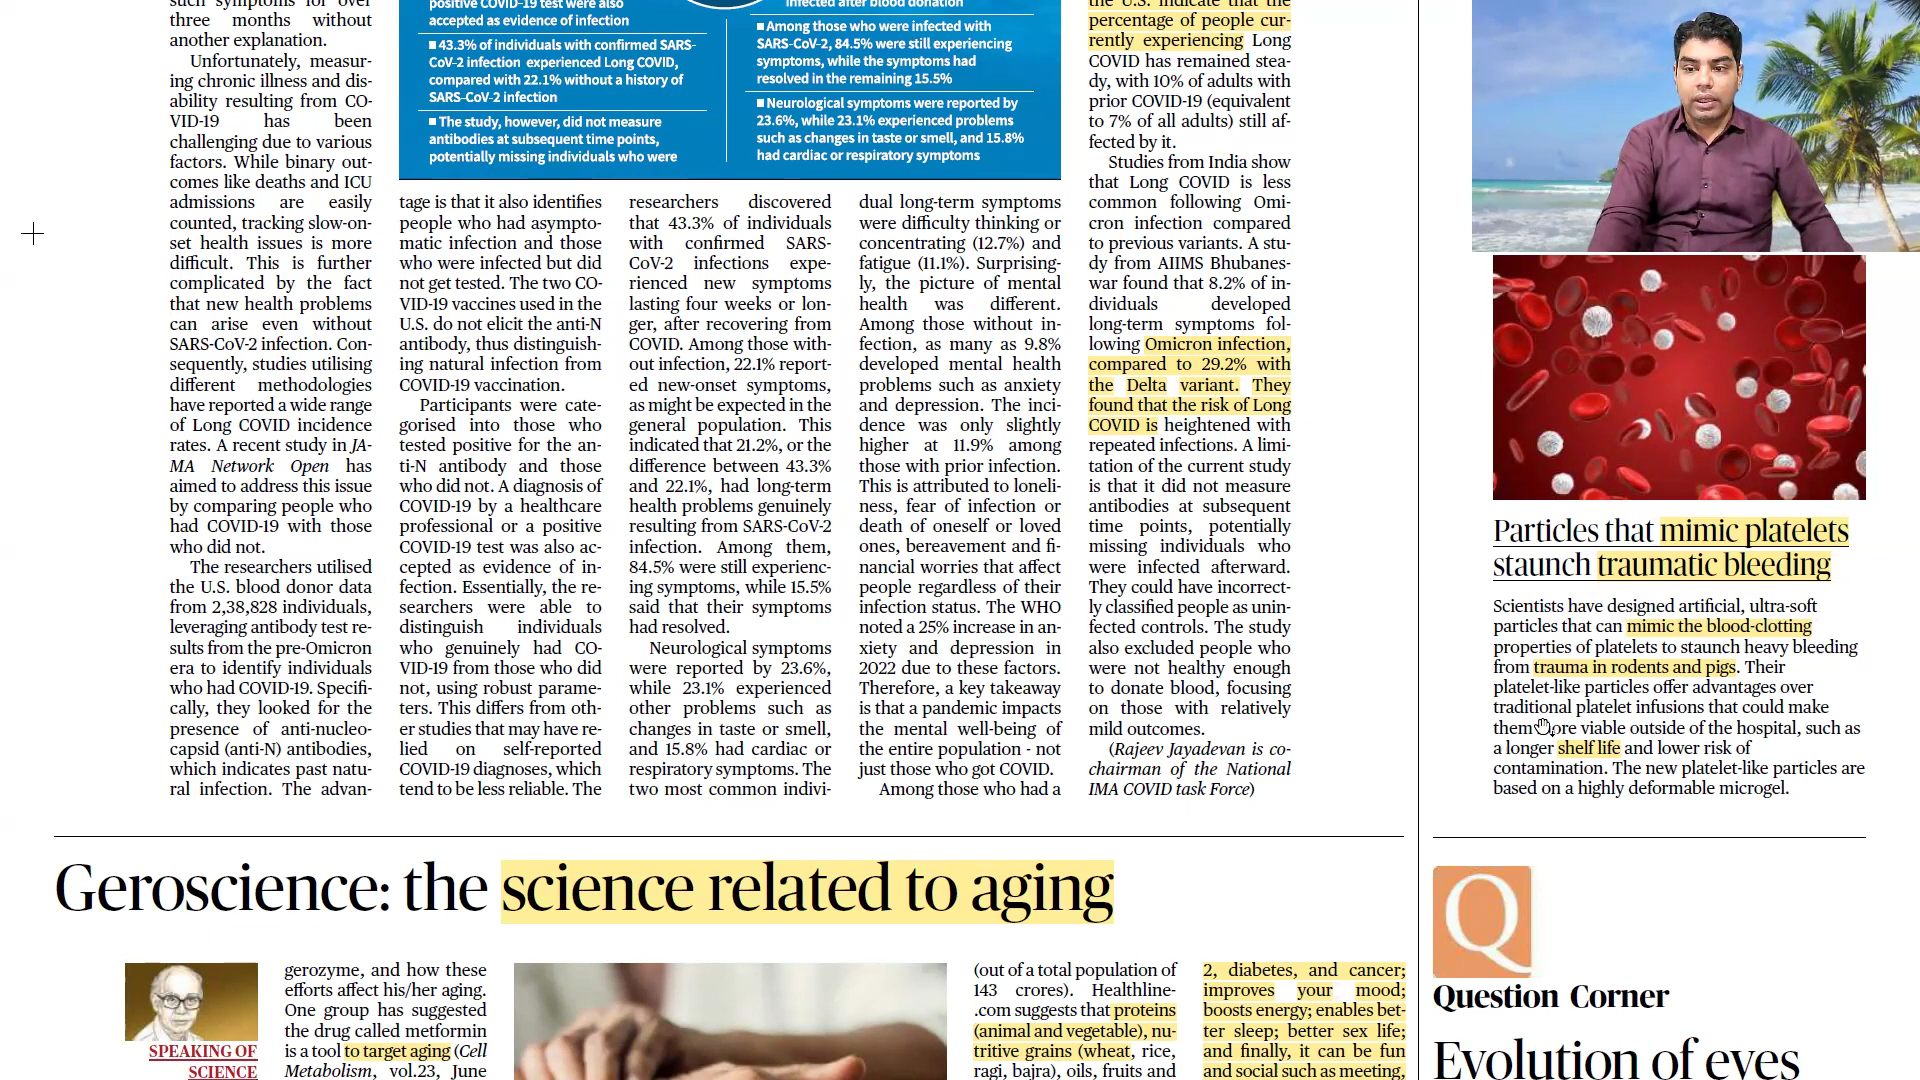 such symptoms for over
three months without
another explanation.
Unfortunately, measur-
ing chronic illness and dis-
ability resulting from CO-
VID-19 has been
challenging due to various
factors. While binary out-
comes like deaths and ICU
admissions are easily
counted, tracking slow-on-
set health issues is more
difficult. This is further
complicated by the fact
that new health problems
can arise even without
SARS-CoV-2 infection. Con-
sequently, studies utilising
different methodologies
have reported a wide range
of Long COVID incidence
rates. A recent study in JA-
MA Network Open has
aimed to address this issue
by comparing people who
had COVID-19 with those
who did not.
The researchers utilised
the U.S. blood donor data
from 2,38,828 individuals,
leveraging antibody test re-
sults from the pre-Omicron
era to identify individuals
who had COVID-19. Specifi-
cally, they looked for the
presence of anti-nucleo-
capsid (anti-N) antibodies,
which indicates past natu-
ral infection. The advan-
positive COVID-19 test were also
accepted as evidence of infection
■ 43.3% of individuals with confirmed SARS-
CoV-2 infection experienced Long COVID,
compared with 22.1% without a history of
SARS-CoV-2 infection
■ The study, however, did not measure
antibodies at subsequent time points,
potentially missing individuals who were
infected after blood donation
■ Among those who were infected with
SARS-CoV-2, 84.5% were still experiencing
symptoms, while the symptoms had
resolved in the remaining 15.5%
■ Neurological symptoms were reported by
23.6%, while 23.1% experienced problems
such as changes in taste or smell, and 15.8%
had cardiac or respiratory symptoms
tage is that it also identifies
people who had asympto-
matic infection and those
who were infected but did
not get tested. The two CO-
VID-19 vaccines used in the
U.S. do not elicit the anti-N
antibody, thus distinguish-
ing natural infection from
COVID-19 vaccination.
Participants were cate-
gorised into those who
tested positive for the an-
ti-N antibody and those
who did not. A diagnosis of
COVID-19 by a healthcare
professional or a positive
COVID-19 test was also ac-
cepted as evidence of in-
fection. Essentially, the re-
searchers were able to
distinguish individuals
who genuinely had CO-
VID-19 from those who did
not, using robust parame-
ters. This differs from oth-
er studies that may have re-
lied on self-reported
COVID-19 diagnoses, which
tend to be less reliable. The
researchers discovered
that 43.3% of individuals
with confirmed SARS-
CoV-2 infections expe-
rienced new symptoms
lasting four weeks or lon-
ger, after recovering from
COVID. Among those with-
out infection, 22.1% report-
ed new-onset symptoms,
as might be expected in the
general population. This
indicated that 21.2%, or the
difference between 43.3%
and 22.1%, had long-term
health problems genuinely
resulting from SARS-CoV-2
infection. Among them,
84.5% were still experienc-
ing symptoms, while 15.5%
said that their symptoms
had resolved.
Neurological symptoms
were reported by 23.6%,
while 23.1% experienced
other problems such as
changes in taste or smell,
and 15.8% had cardiac or
respiratory symptoms. The
two most common indivi-
dual long-term symptoms
were difficulty thinking or
concentrating (12.7%) and
fatigue (11.1%). Surprising-
ly, the picture of mental
health was different.
Among those without in-
fection, as many as 9.8%
developed mental health
problems such as anxiety
and depression. The inci-
dence was only slightly
higher at 11.9% among
those with prior infection.
This is attributed to loneli-
ness, fear of infection or
death of oneself or loved
ones, bereavement and fi-
nancial worries that affect
people regardless of their
infection status. The WHO
noted a 25% increase in an-
xiety and depression in
2022 due to these factors.
Therefore, a key takeaway
is that a pandemic impacts
the mental well-being of
the entire population - not
just those who got COVID.
Among those who had a
the U.S. indicate that the
percentage of people cur-
rently experiencing Long
COVID has remained stea-
dy, with 10% of adults with
prior COVID-19 (equivalent
to 7% of all adults) still af-
fected by it.
Studies from India show
that Long COVID is less
common following Omi-
cron infection compared
to previous variants. A stu-
dy from AIIMS Bhubanes-
war found that 8.2% of in-
dividuals developed
long-term symptoms fol-
lowing Omicron infection,
compared to 29.2% with
the Delta variant. They
found that the risk of Long
COVID is heightened with
repeated infections. A limi-
tation of the current study
is that it did not measure
antibodies at subsequent
time points, potentially
missing individuals who
were infected afterward.
They could have incorrect-
ly classified people as unin-
fected controls. The study
also excluded people who
were not healthy enough
to donate blood, focusing
on those with relatively
mild outcomes.
(Rajeev Jayadevan is co-
chairman of the National
IMA COVID task Force)
Particles that mimic platelets
staunch traumatic bleeding
Scientists have designed artificial, ultra-soft
particles that can mimic the blood-clotting
properties of platelets to staunch heavy bleeding
from trauma in rodents and pigs. Their
platelet-like particles offer advantages over
traditional platelet infusions that could make
them more viable outside of the hospital, such as
a longer shelf life and lower risk of
contamination. The new platelet-like particles are
based on a highly deformable microgel.
Geroscience: the science related to aging
SPEAKING OF
SCIENCE
gerozyme, and how these
efforts affect his/her aging.
One group has suggested
the drug called metformin
is a tool to target aging (Cell
Metabolism, vol.23, June
(out of a total population of
143 crores). Healthline-
.com suggests that proteins
(animal and vegetable), nu-
tritive grains (wheat, rice,
ragi, bajra), oils, fruits and
2, diabetes, and cancer;
improves your mood;
boosts energy; enables bet-
ter sleep; better sex life;
and finally, it can be fun
and social such as meeting,
Q
Question Corner
Evolution of eyes